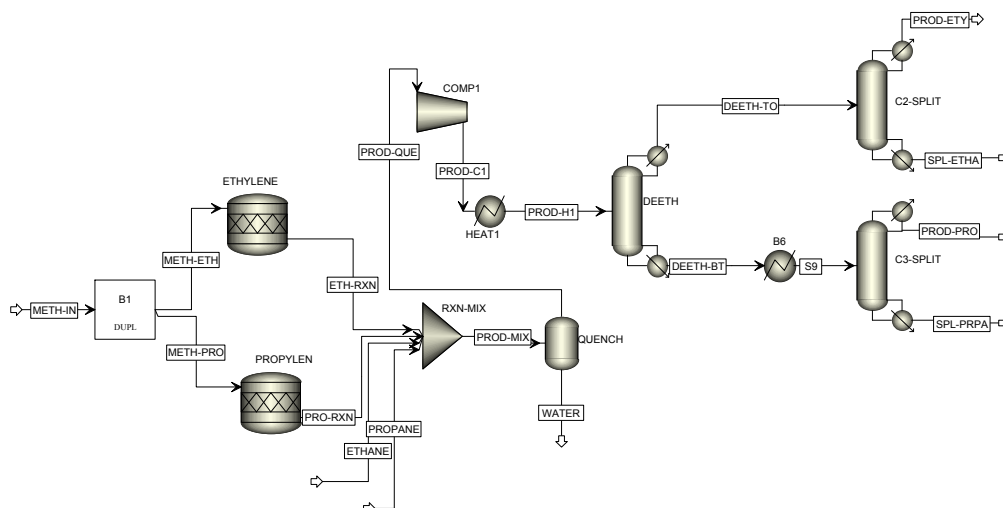 PROD-ETY
COMP1
C2-SPLIT
DEETH-TO
PROD-QUE
SPL-ETHA
PROD-C1
ETHYLENE
DEETH
PROD-H1
HEAT1
PROD-PRO
B6
C3-SPLIT
METH-ETH
DEETH-BT
S9
ETH-RXN
B1
DUPL
METH-IN
RXN-MIX
PROD-MIX
QUENCH
SPL-PRPA
METH-PRO
PROPYLEN
WATER
PRO-RXN
PROPANE
ETHANE